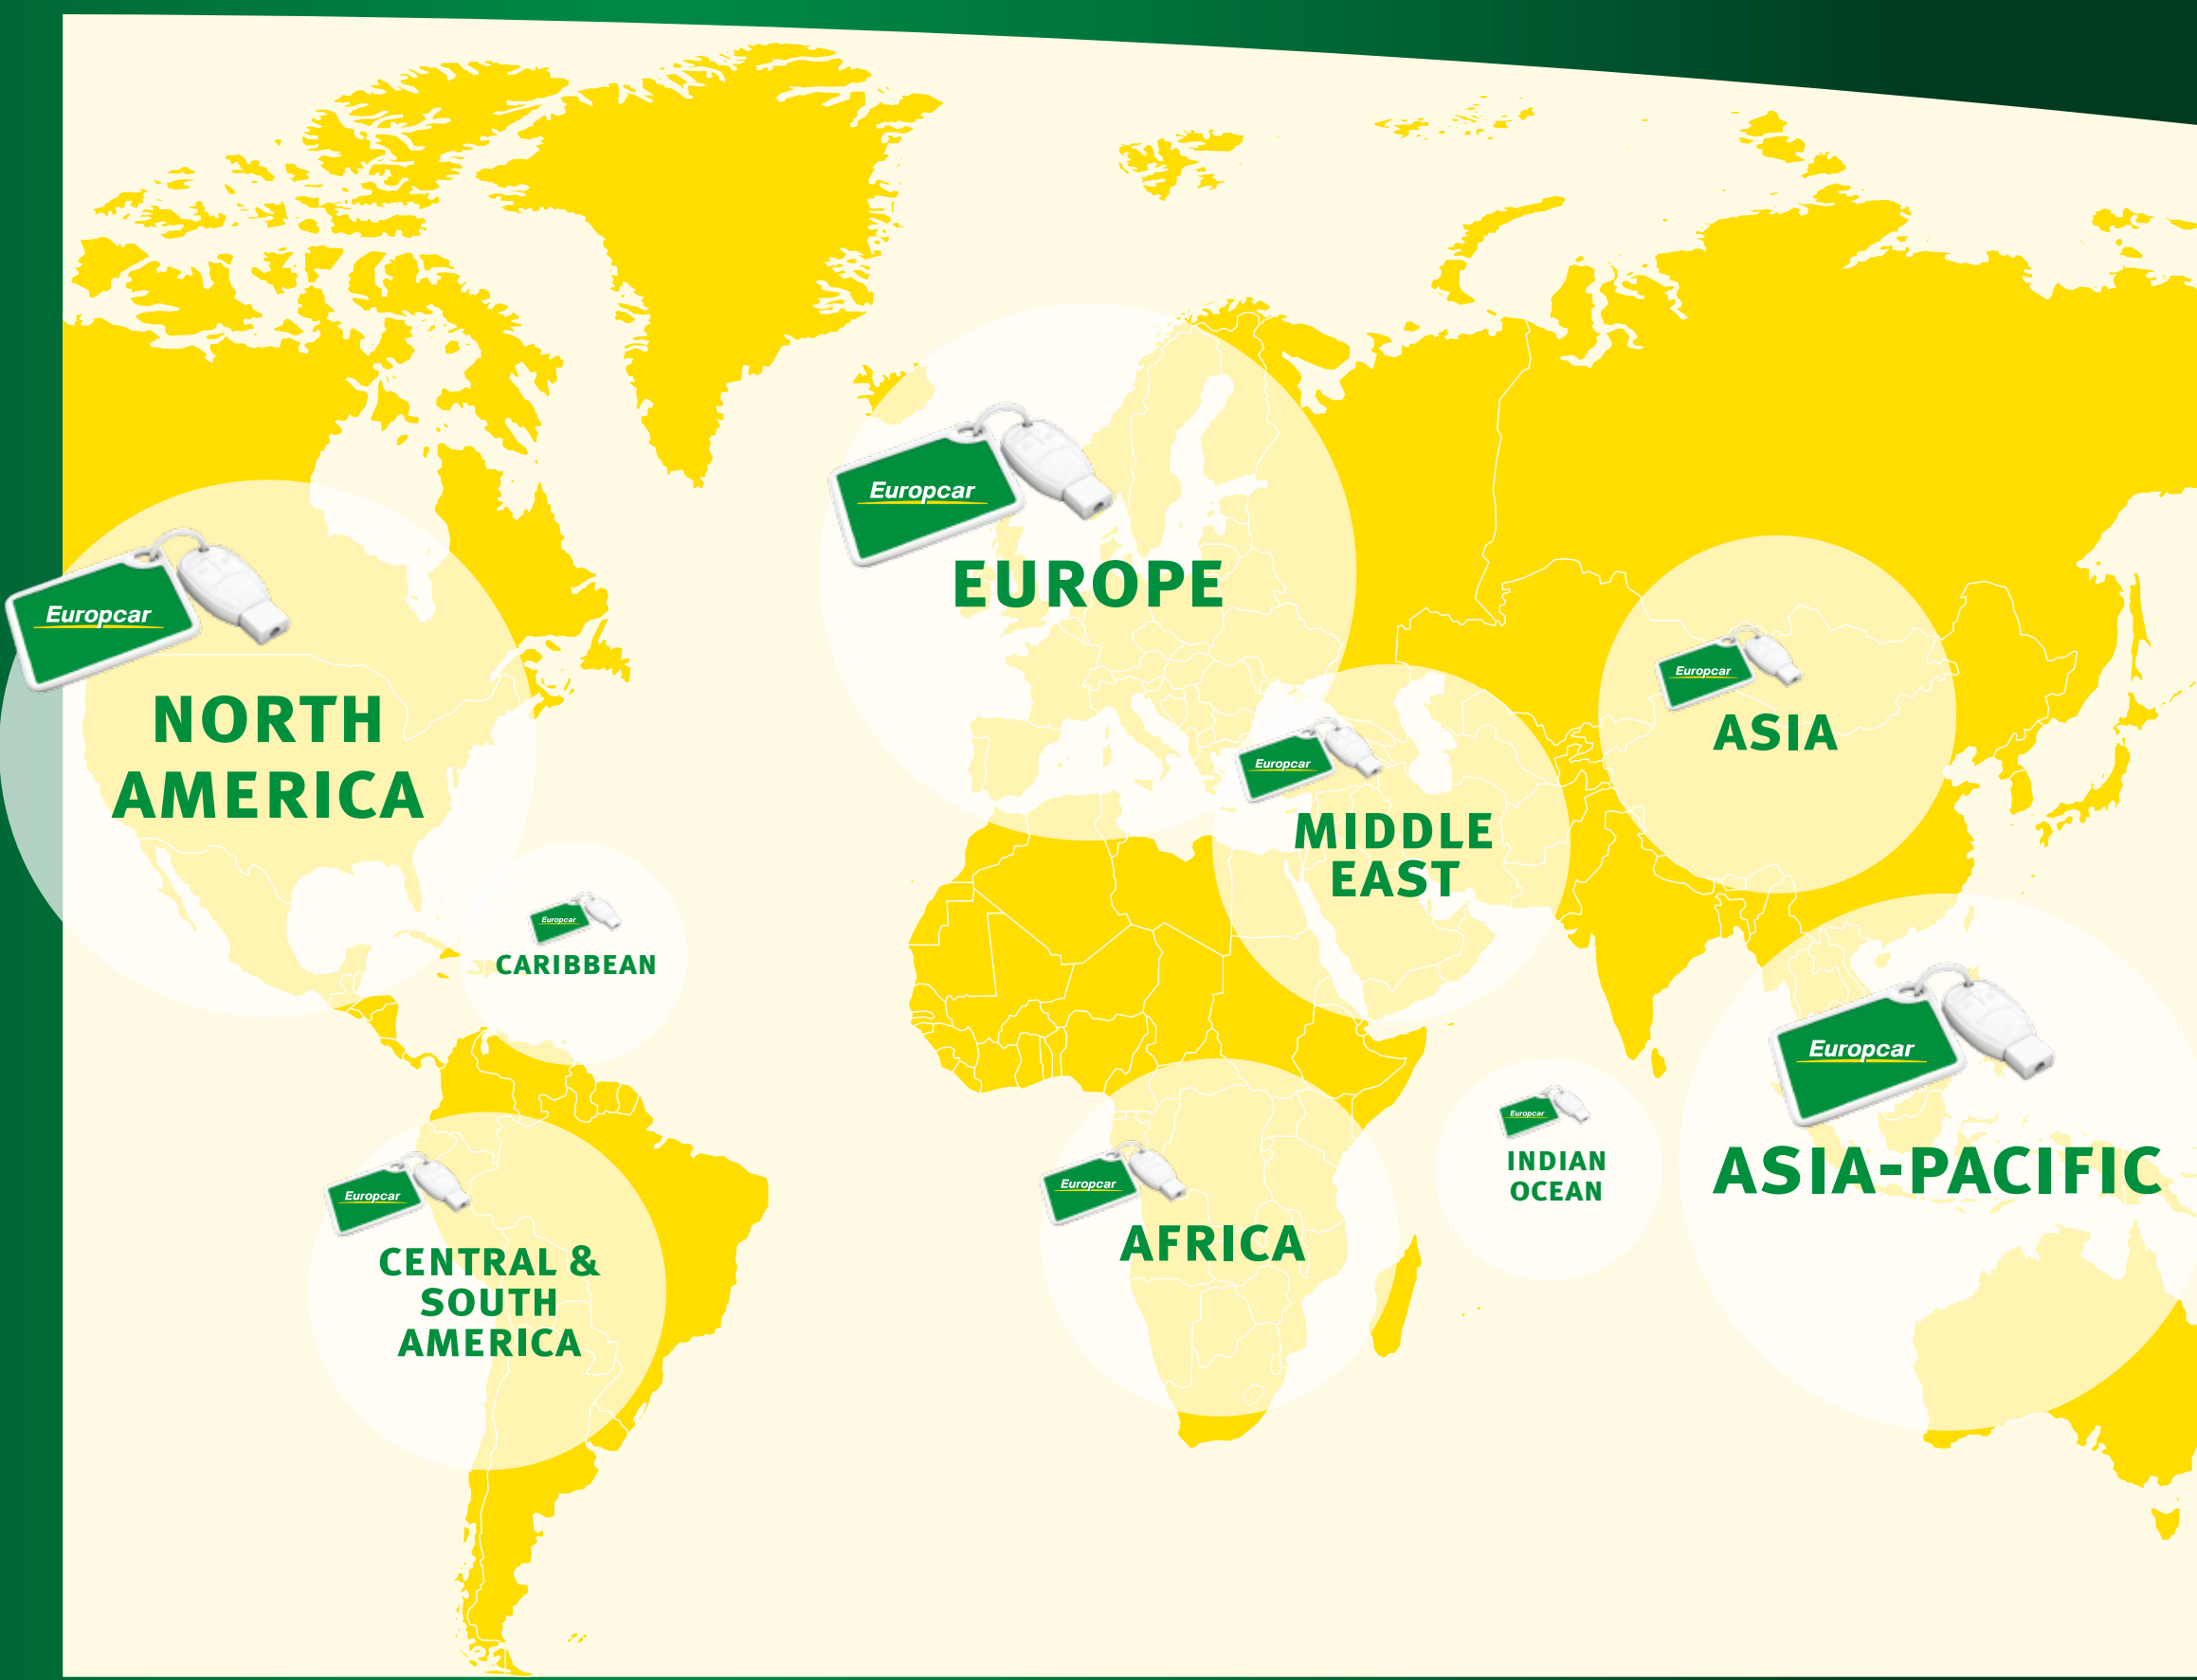 Europcar
EUROPE
Europcar
NORTH
AMERICA
Europcar
ASIA
Europcar
MIDDLE
EAST
Europcar
CARIBBEAN
Europcar
ASIA-PACIFIC
Europcar
INDIAN
OCEAN
Europcar
AFRICA
Europcar
CENTRAL &
SOUTH
AMERICA